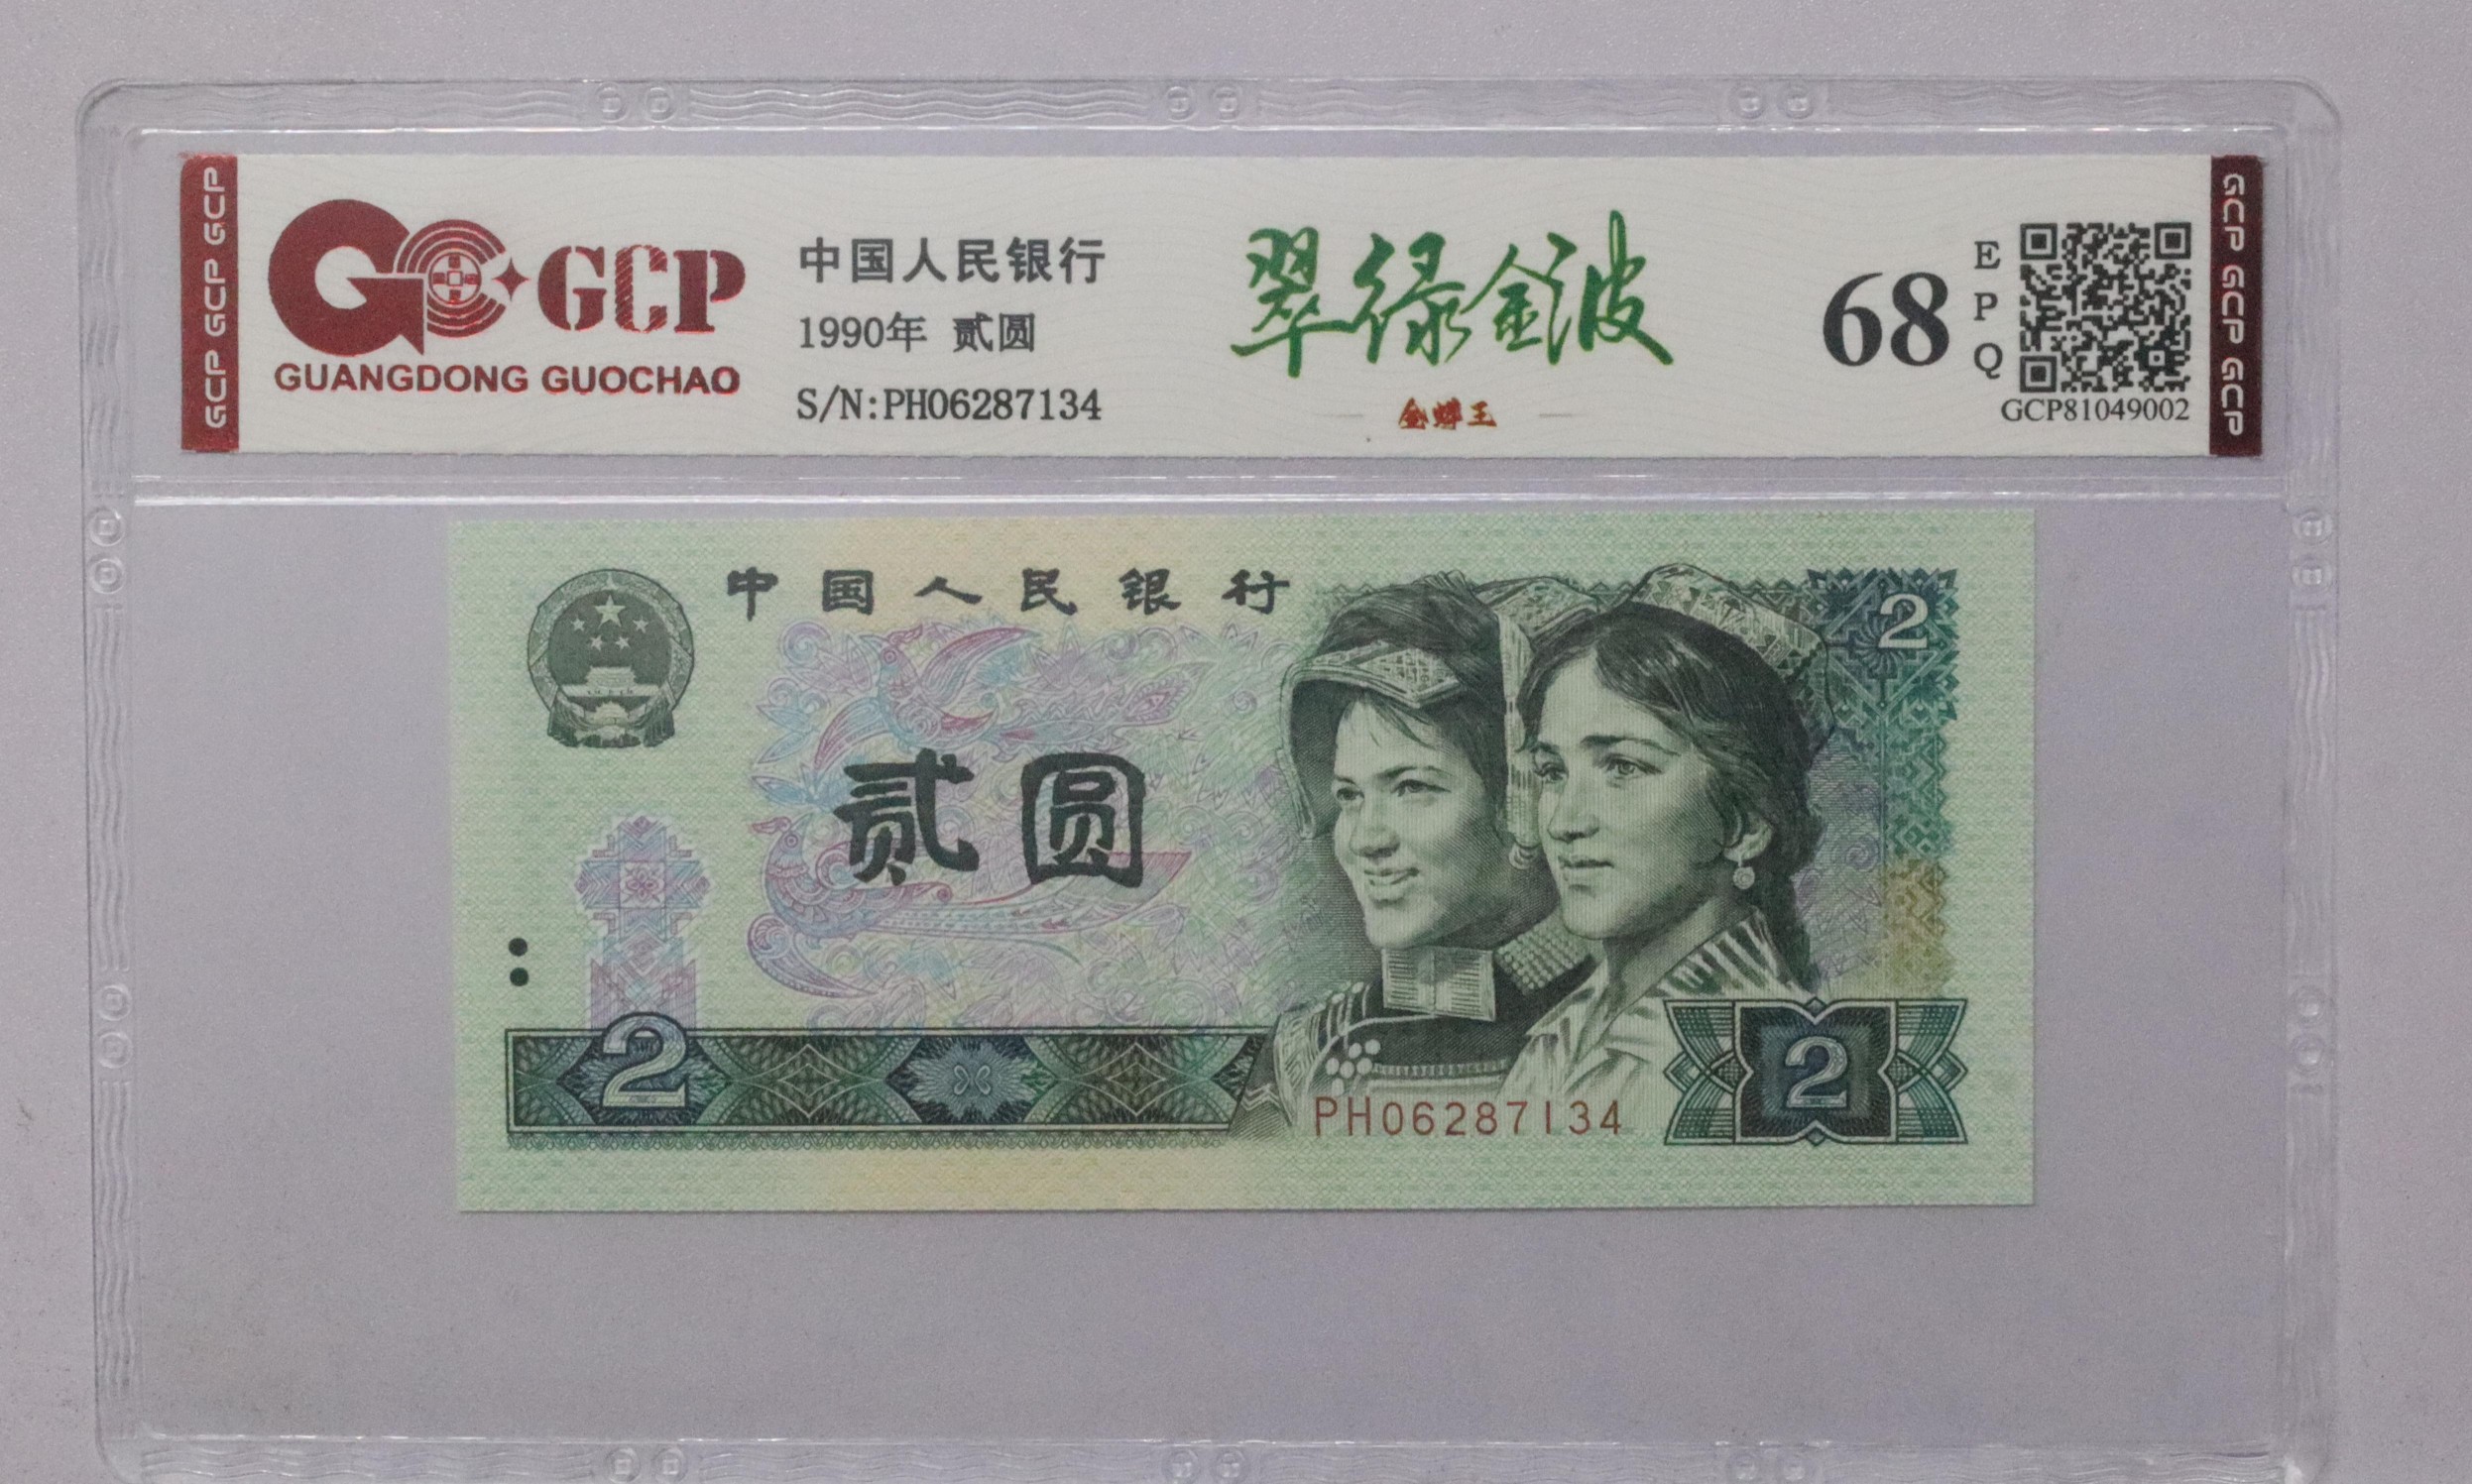 GCP GCP GCP
GCP
GUANGDONG GUOCHAO
中国人民银行
1990年 贰圆
S/N:PH06287134
翠绿金波
金蟒王
68
E
P
Q
GCP81049002
GCP GCP GCP
中国人民银行
2
贰圆
2
PH06287134
2